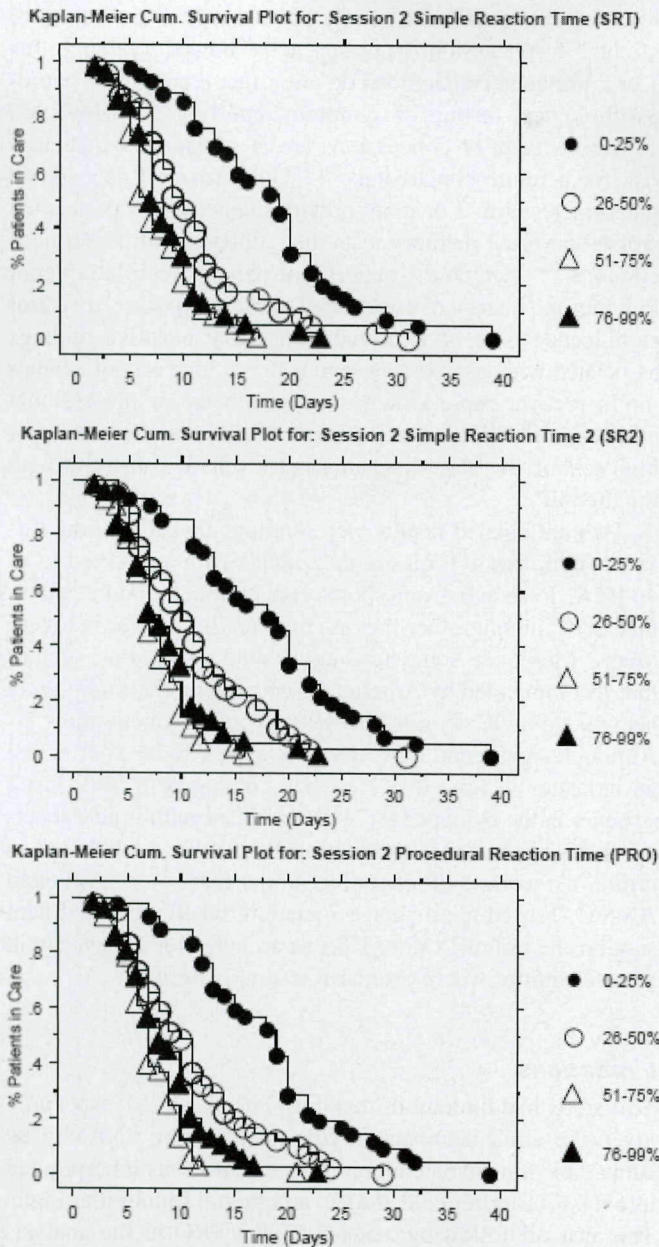 Kaplan-Meier Cum. Survival Plot for: Session 2 Simple Reaction Time (SRT)
% Patients in Care
1
.8
.6
.4
.2
0
0 5 10 15 20 25 30 35 40
Time (Days)
0-25%
26-50%
51-75%
76-99%
Kaplan-Meier Cum. Survival Plot for: Session 2 Simple Reaction Time 2 (SR2)
% Patients in Care
1
.8
.6
.4
.2
0
0 5 10 15 20 25 30 35 40
Time (Days)
0-25%
26-50%
51-75%
76-99%
Kaplan-Meier Cum. Survival Plot for: Session 2 Procedural Reaction Time (PRO)
% Patients in Care
1
.8
.6
.4
.2
0
0 5 10 15 20 25 30 35 40
Time (Days)
0-25%
26-50%
51-75%
76-99%